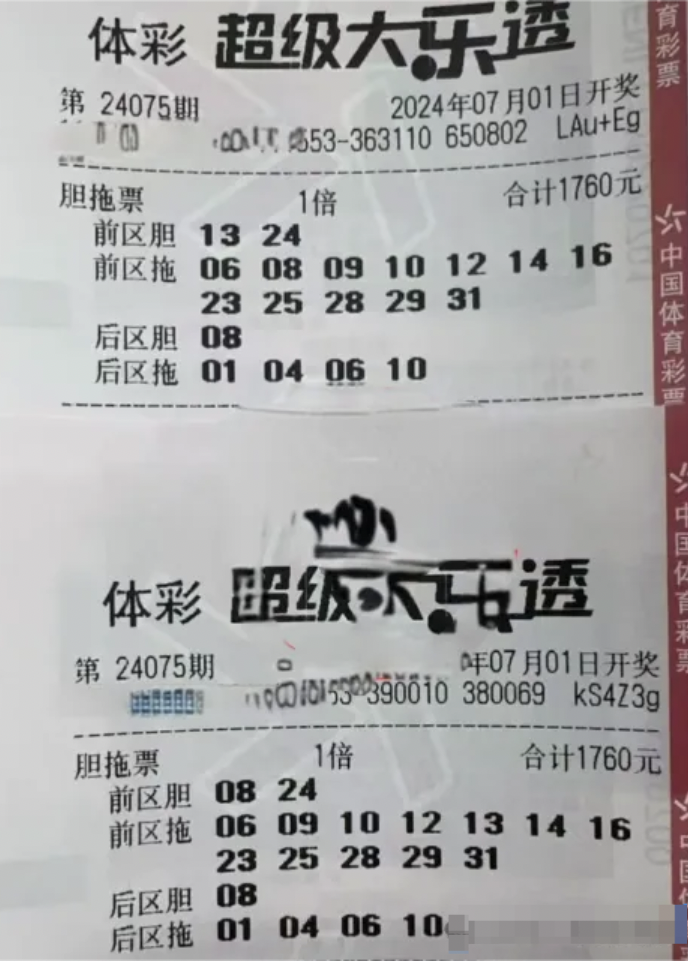 体彩 超级大乐透
第 24075期 2024年07月01日开奖
553-363110 650802 LAu+Eg
胆拖票 1倍 合计1760元
前区胆 13 24
前区拖 06 08 09 10 12 14 16
23 25 28 29 31
后区胆 08
后区拖 01 04 06 10
育彩票
中国体育彩票
体彩 超级大乐透
第 24075期 年07月01日开奖
390010 380069 kS4Z3g
胆拖票 1倍 合计1760元
前区胆 08 24
前区拖 06 09 10 12 13 14 16
23 25 28 29 31
后区胆 08
后区拖 01 04 06 10
中国体育彩票